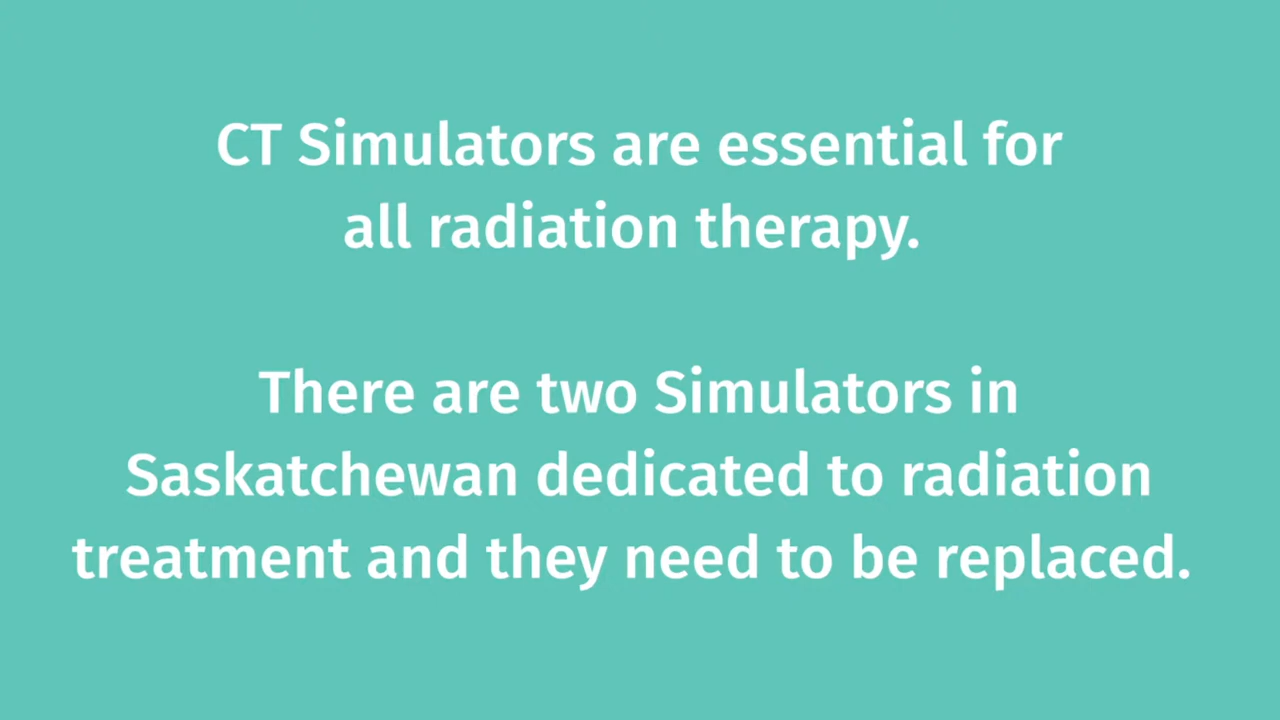 CT Simulators are essential for
all radiation therapy.
There are two Simulators in
Saskatchewan dedicated to radiation
treatment and they need to be replaced.